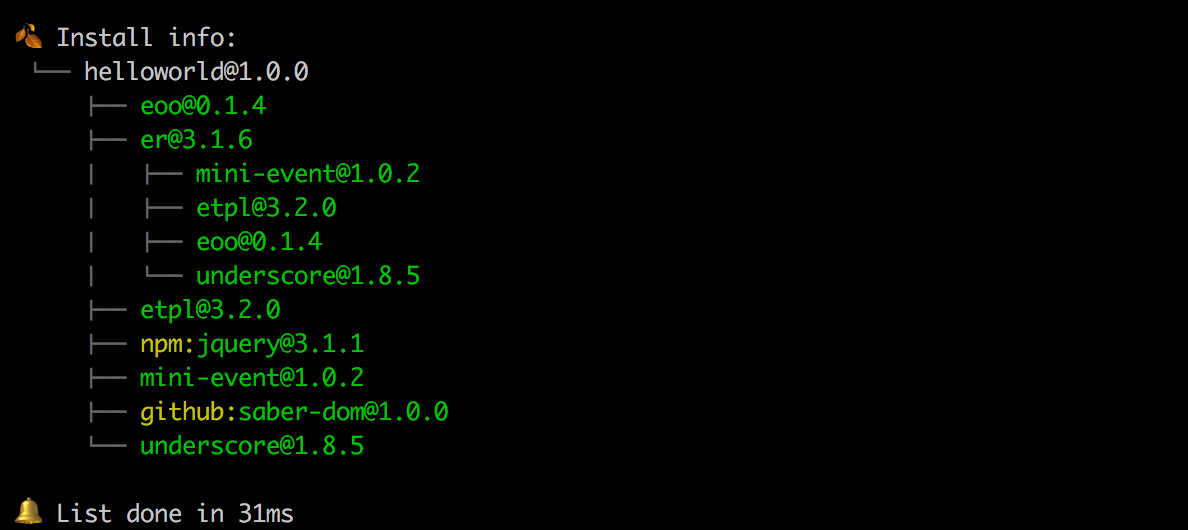 🍂 Install info:
└── helloworld@1.0.0
    ├── eoo@0.1.4
    ├── er@3.1.6
    |   ├── mini-event@1.0.2
    |   ├── etpl@3.2.0
    |   ├── eoo@0.1.4
    |   └── underscore@1.8.5
    ├── etpl@3.2.0
    ├── npm:jquery@3.1.1
    ├── mini-event@1.0.2
    ├── github:saber-dom@1.0.0
    └── underscore@1.8.5
🔔 List done in 31ms